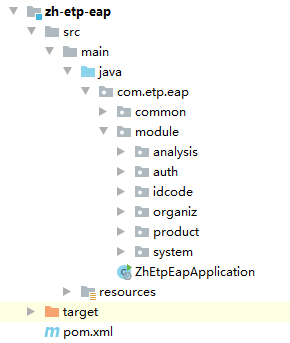 zh-etp-eap
src
main
java
com.etp.eap
common
module
analysis
auth
idcode
organiz
product
system
ZhEtpEapApplication
resources
target
pom.xml